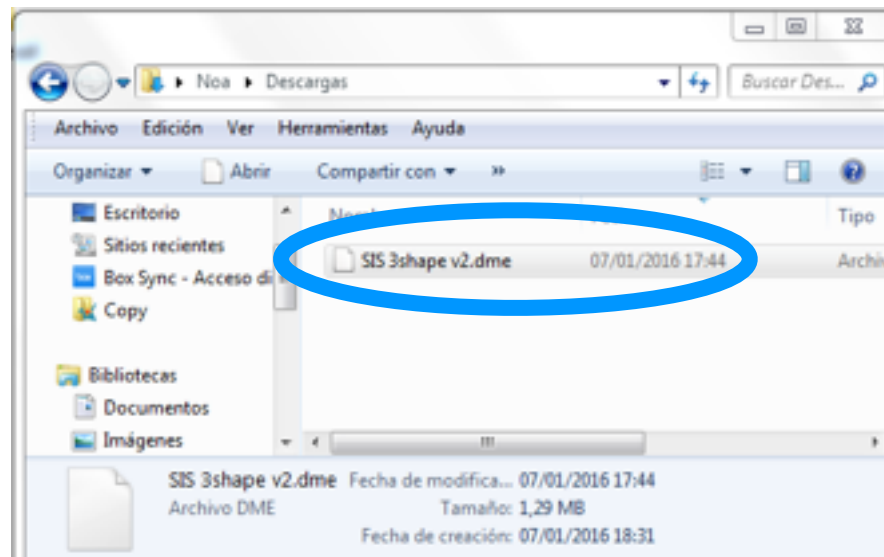 Noa ▸ Descargas
Buscar Des...
Archivo Edición Ver Herramientas Ayuda
Organizar Abrir Compartir con »
Escritorio
Tipo
Sitios recientes
SIS 3shape v2.dme 07/01/2016 17:44
Box Sync - Acceso di
Copy
Bibliotecas
Documentos
Imágenes
SIS 3shape v2.dme Fecha de modifica... 07/01/2016 17:44
Archivo DME Tamaño: 1,29 MB
Fecha de creación: 07/01/2016 18:31